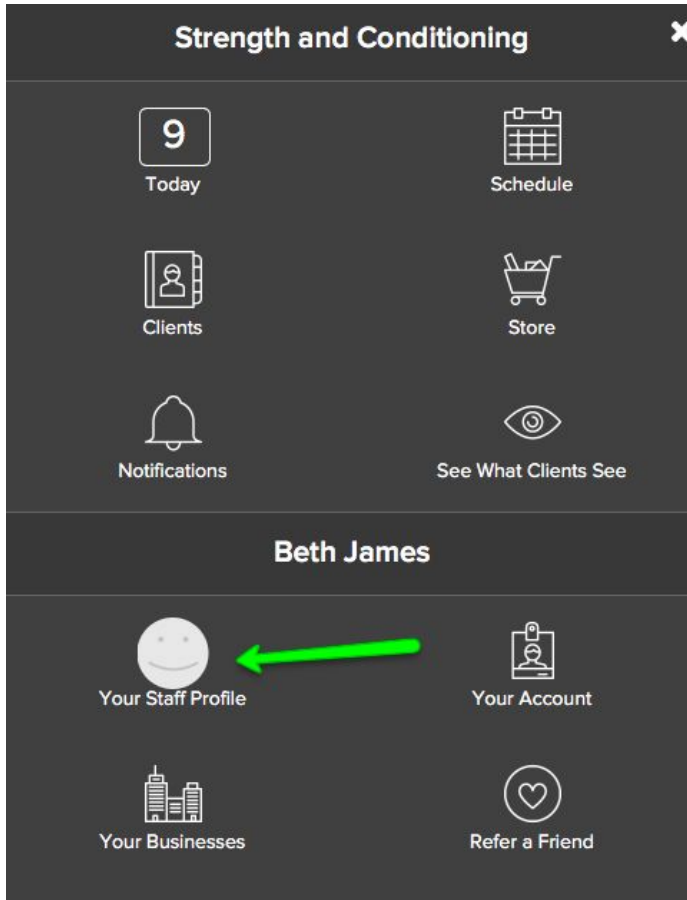 Strength and Conditioning
9
Today
Schedule
Clients
Store
Notifications
See What Clients See
Beth James
Your Staff Profile
Your Account
Your Businesses
Refer a Friend